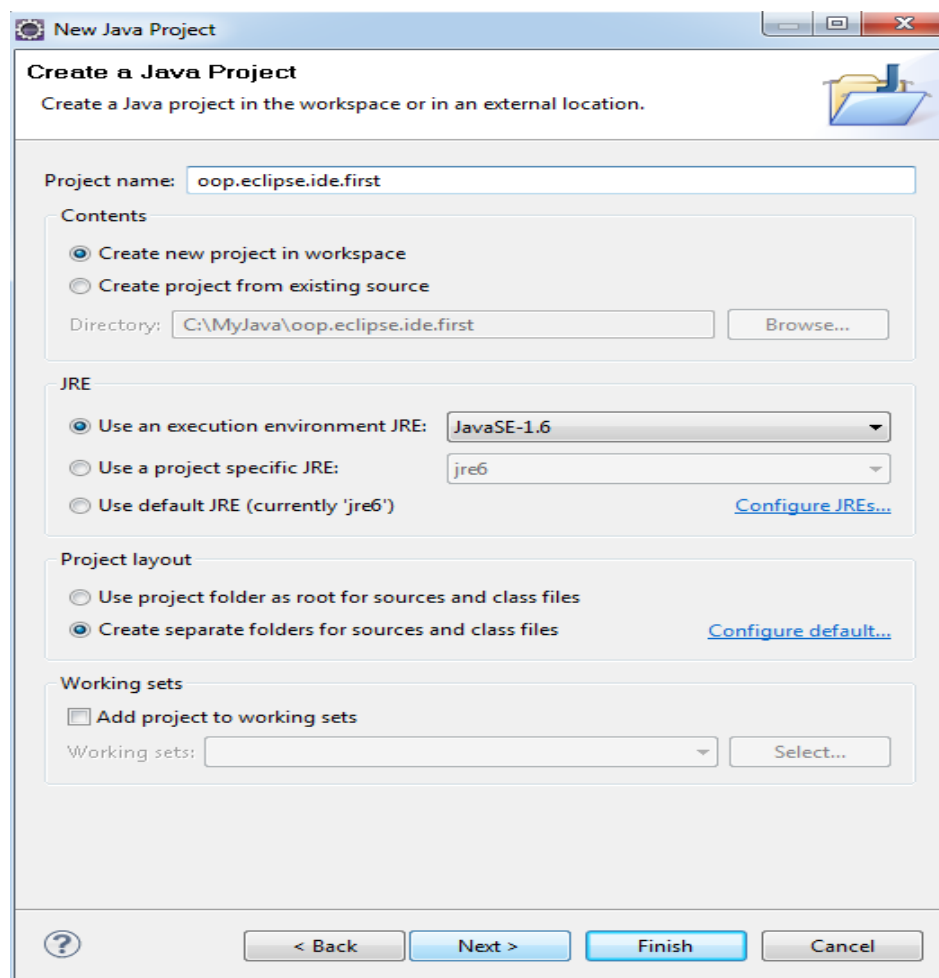 New Java Project
Create a Java Project
Create a Java project in the workspace or in an external location.
Project name: oop.eclipse.ide.first
Contents
Create new project in workspace
Create project from existing source
Directory: C:\MyJava\oop.eclipse.ide.first Browse...
JRE
Use an execution environment JRE: JavaSE-1.6
Use a project specific JRE: jre6
Use default JRE (currently 'jre6') Configure JREs...
Project layout
Use project folder as root for sources and class files
Create separate folders for sources and class files Configure default...
Working sets
Add project to working sets
Working sets: Select...
? < Back Next > Finish Cancel